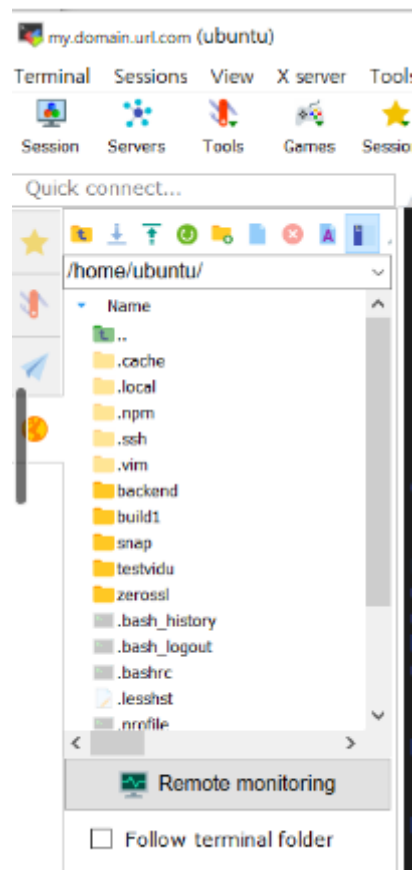 my.domain.url.com (ubuntu)
Terminal Sessions View X server Tools
Session Servers Tools Games Session
Quick connect...
/home/ubuntu/
Name
..
.cache
.local
.npm
.ssh
.vim
backend
build1
snap
testvidu
zerossl
.bash_history
.bash_logout
.bashrc
.lesshst
.profile
Remote monitoring
Follow terminal folder